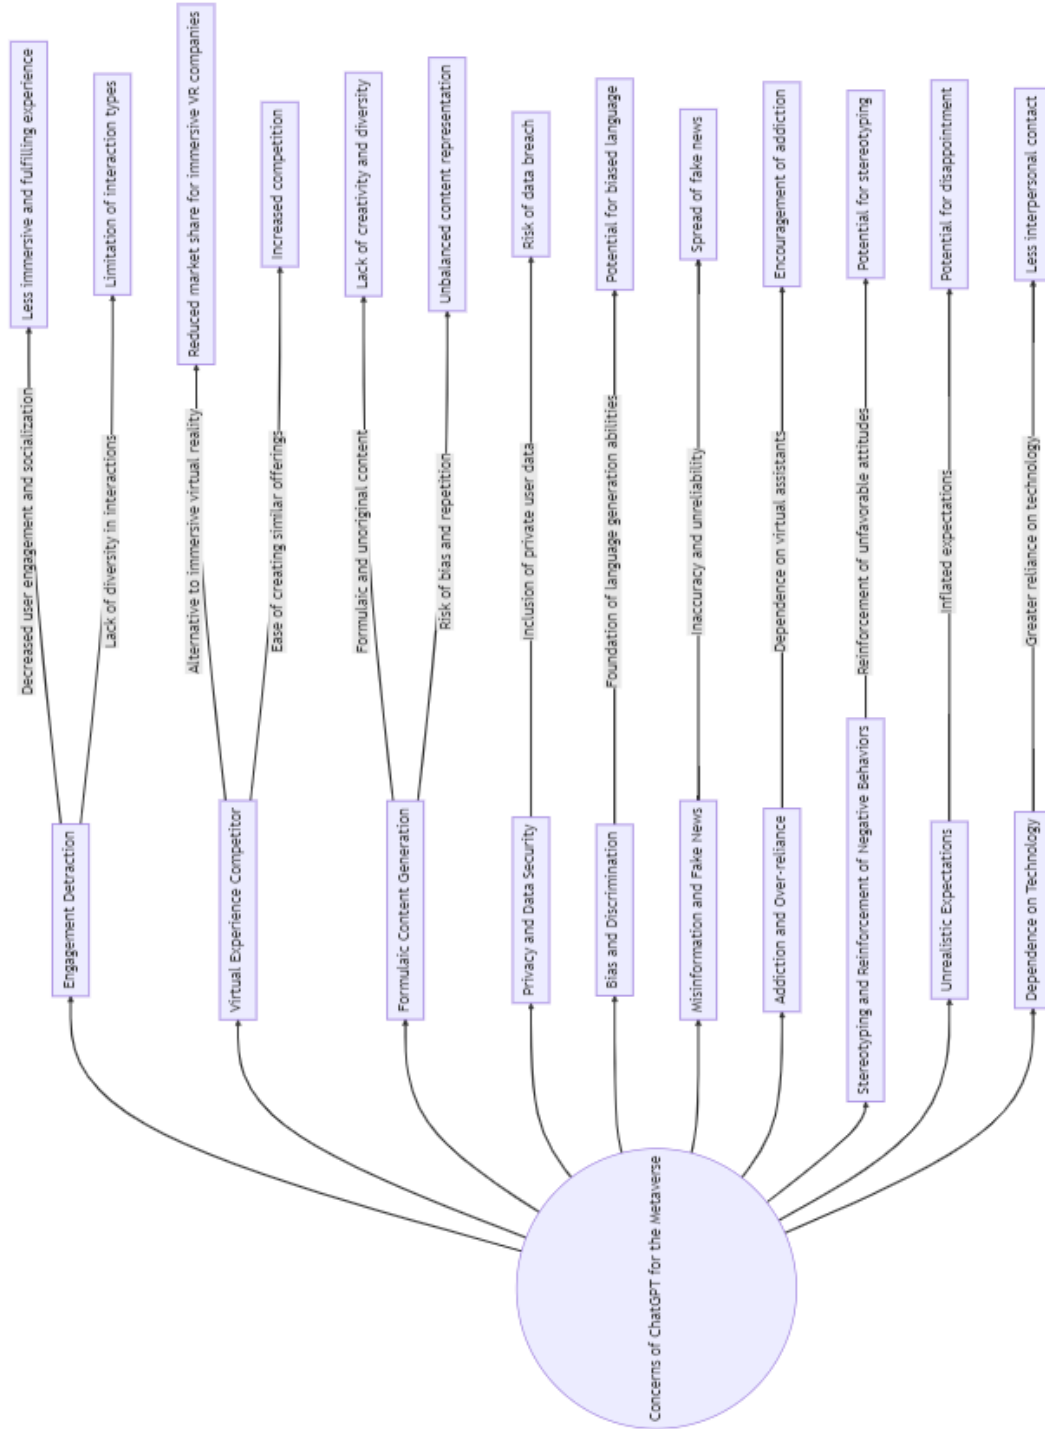 Concerns of ChatGPT for the Metaverse
Engagement Detraction
Decreased user engagement and socialization
Less immersive and fulfilling experience
Lack of diversity in interactions
Limitation of interaction types
Virtual Experience Competitor
Alternative to immersive virtual reality
Reduced market share for immersive VR companies
Ease of creating similar offerings
Increased competition
Formulaic Content Generation
Formulaic and unoriginal content
Lack of creativity and diversity
Risk of bias and repetition
Unbalanced content representation
Privacy and Data Security
Inclusion of private user data
Risk of data breach
Bias and Discrimination
Foundation of language generation abilities
Potential for biased language
Misinformation and Fake News
Inaccuracy and unreliability
Spread of fake news
Addiction and Over-reliance
Dependence on virtual assistants
Encouragement of addiction
Stereotyping and Reinforcement of Negative Behaviors
Reinforcement of unfavorable attitudes
Potential for stereotyping
Unrealistic Expectations
Inflated expectations
Potential for disappointment
Dependence on Technology
Greater reliance on technology
Less interpersonal contact